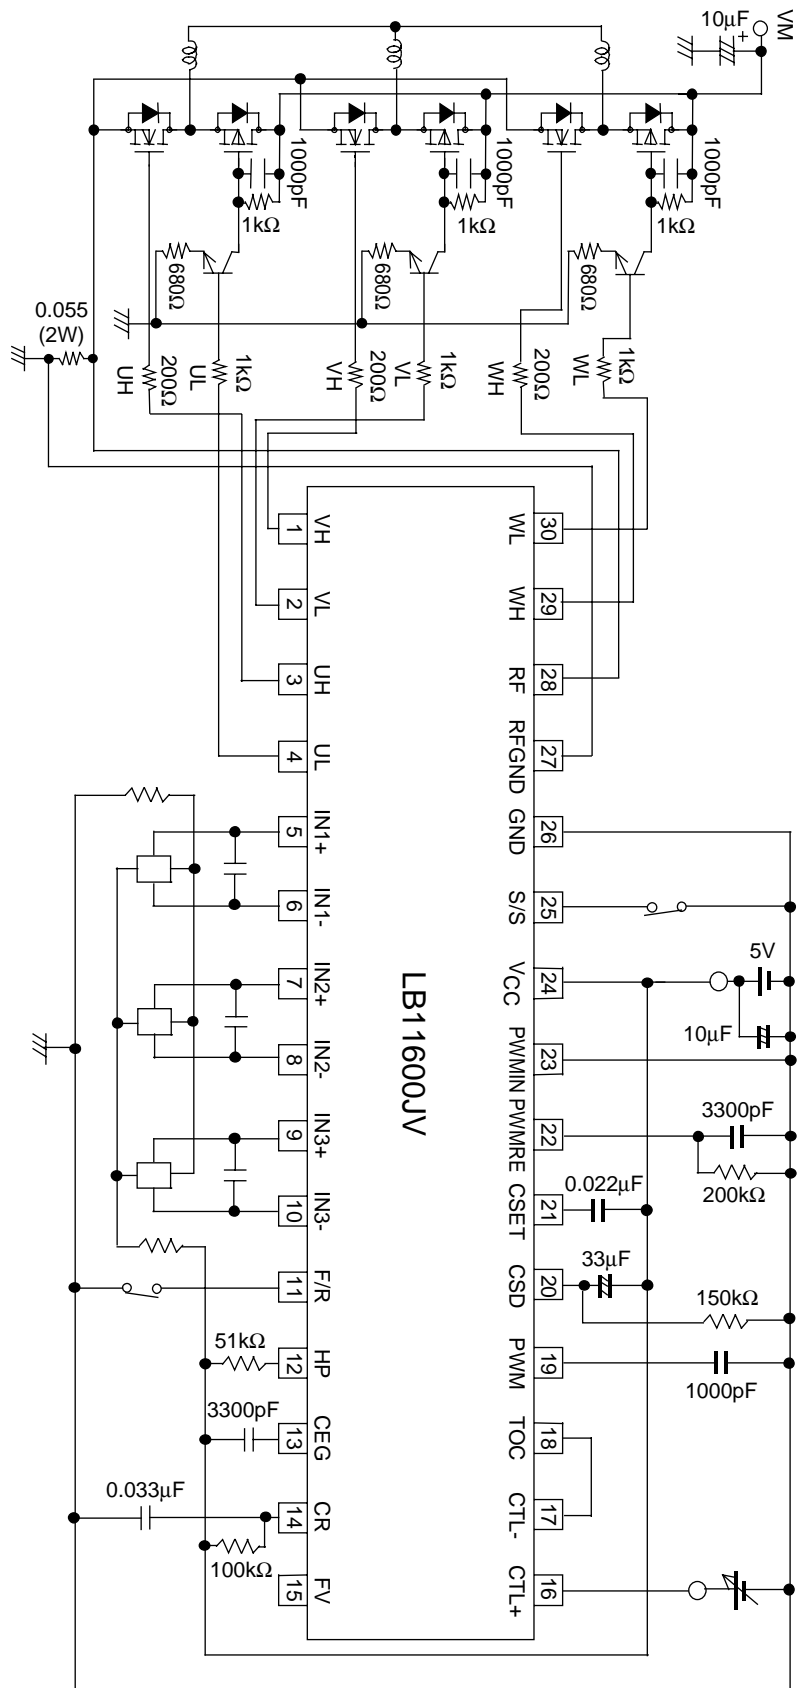 10μF
+
VM
1000pF
1000pF
1000pF
1kΩ
1kΩ
1kΩ
680Ω
680Ω
680Ω
0.055
(2W)
UH
200Ω
UL
1kΩ
VH
200Ω
VL
1kΩ
WH
200Ω
WL
1kΩ
1
VH
2
VL
3
UH
4
UL
5
IN1+
6
IN1-
7
IN2+
8
IN2-
9
IN3+
10
IN3-
11
F/R
12
HP
13
CEG
14
CR
15
FV
LB11600JV
WL
30
WH
29
RF
28
RFGND
27
GND
26
S/S
25
VCC
24
PWMIN
23
PWMRE
22
CSET
21
CSD
20
PWM
19
TOC
18
CTL-
17
CTL+
16
51kΩ
3300pF
0.033μF
100kΩ
5V
10μF
3300pF
200kΩ
0.022μF
33μF
150kΩ
1000pF